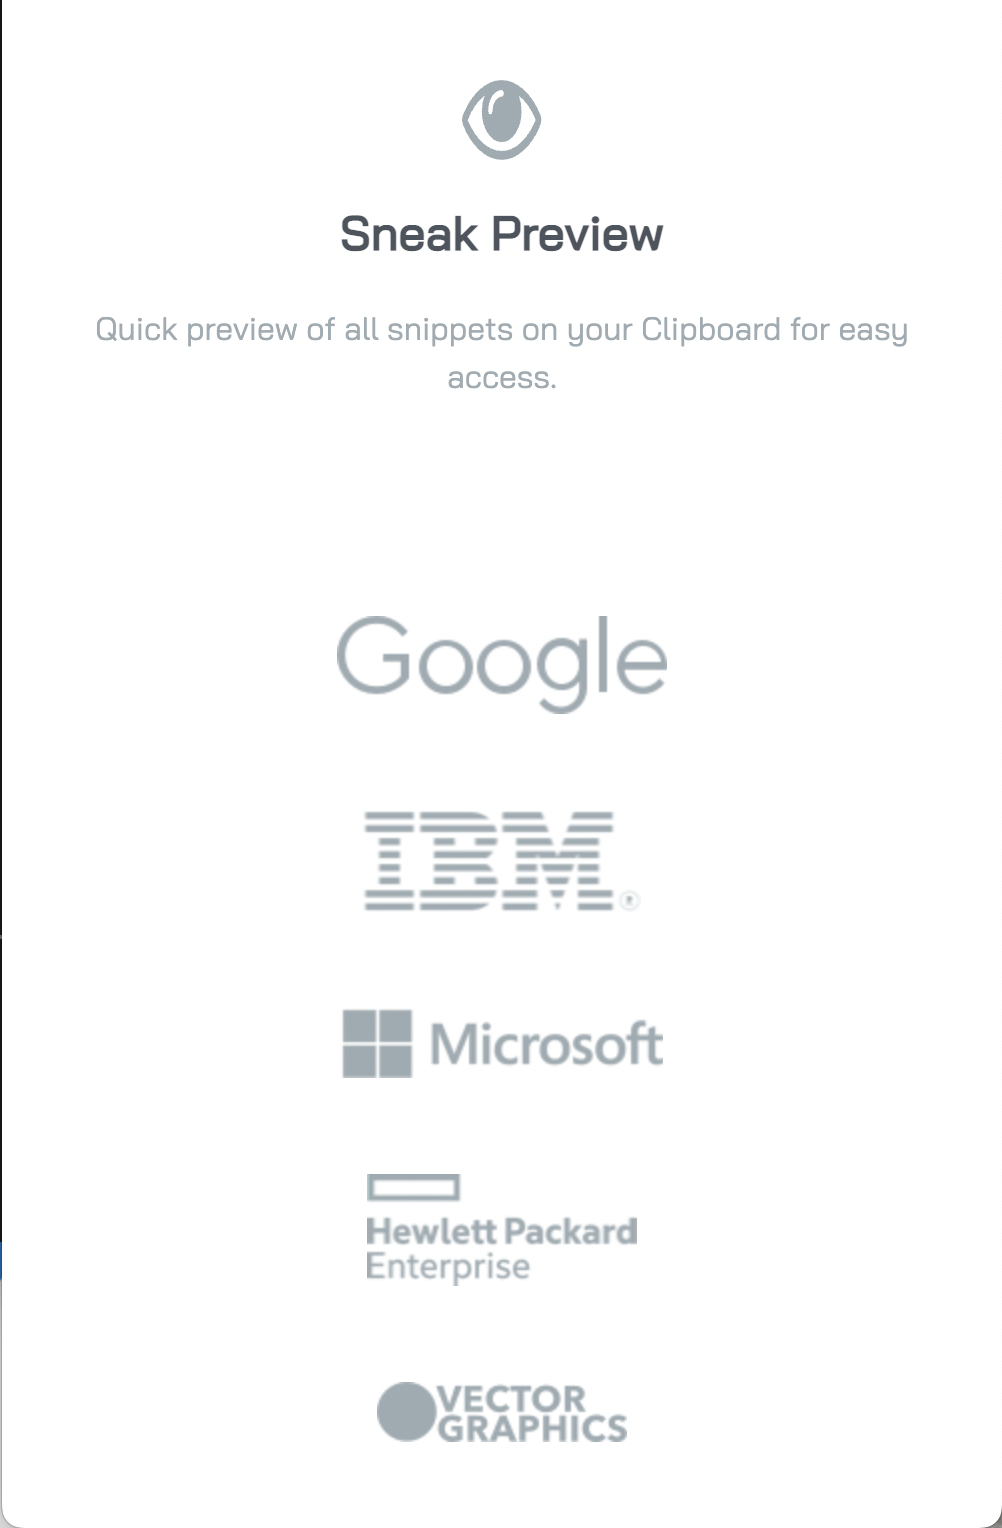 Sneak Preview
Quick preview of all snippets on your Clipboard for easy
access.
Google
IBM®
Microsoft
Hewlett Packard
Enterprise
VECTOR
GRAPHICS